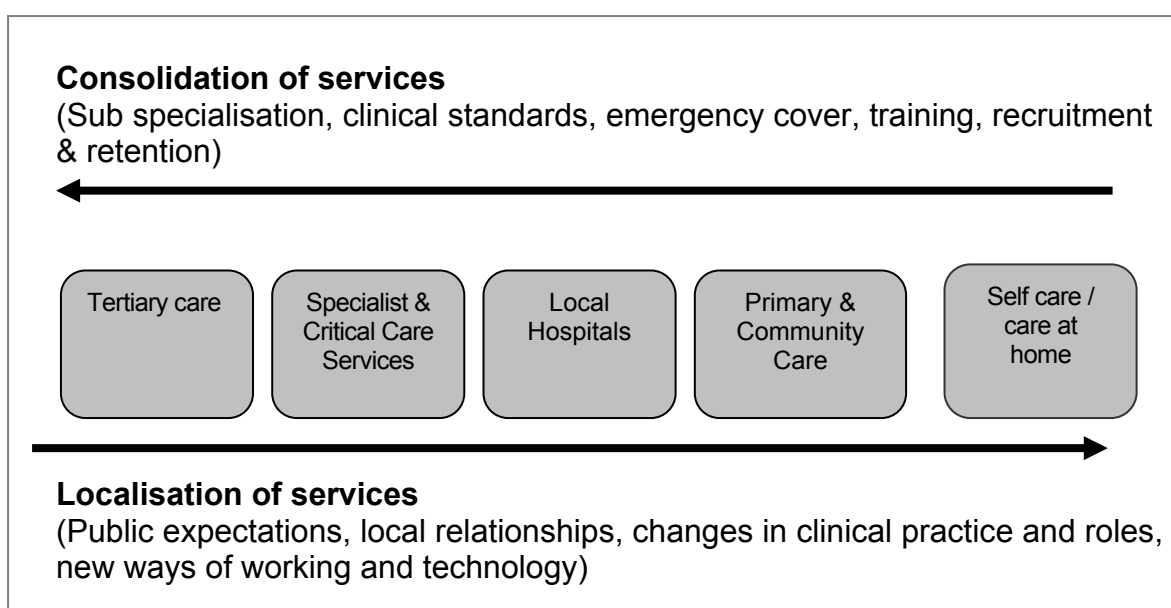 Consolidation of services
(Sub specialisation, clinical standards, emergency cover, training, recruitment
& retention)
Tertiary care
Specialist &
Critical Care
Services
Local
Hospitals
Primary &
Community
Care
Self care /
care at
home
Localisation of services
(Public expectations, local relationships, changes in clinical practice and roles,
new ways of working and technology)